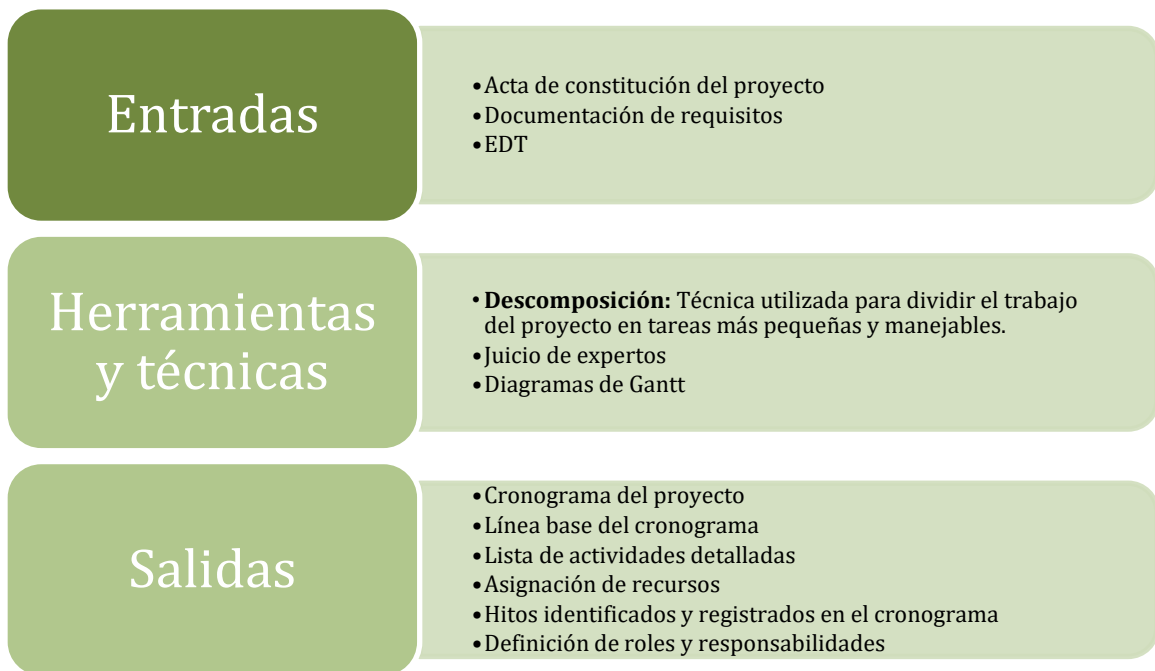 Entradas
•Acta de constitución del proyecto
•Documentación de requisitos
•EDT
Herramientas
y técnicas
•Descomposición: Técnica utilizada para dividir el trabajo
del proyecto en tareas más pequeñas y manejables.
•Juicio de expertos
•Diagramas de Gantt
Salidas
•Cronograma del proyecto
•Línea base del cronograma
•Lista de actividades detalladas
•Asignación de recursos
•Hitos identificados y registrados en el cronograma
•Definición de roles y responsabilidades